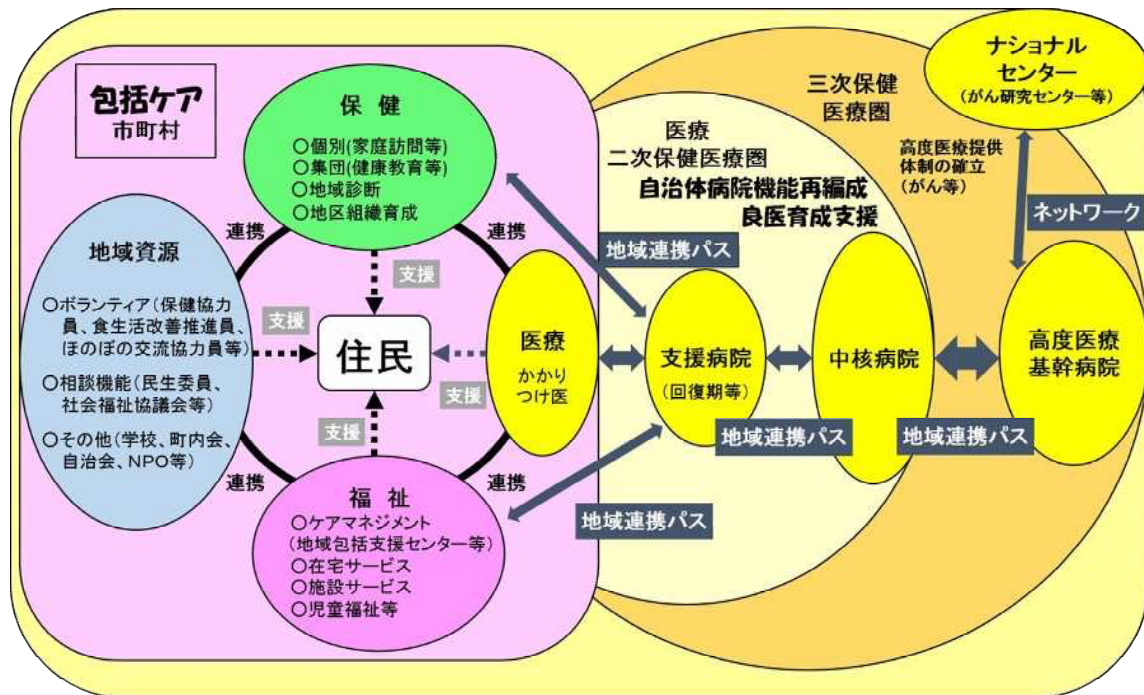 包括ケア
市町村
保 健
○個別(家庭訪問等)
○集団(健康教育等)
○地域診断
○地区組織育成
連携
連携
地域資源
○ボランティア(保健協力
員、食生活改善推進員、
ほのぼの交流協力員等)
○相談機能(民生委員、
社会福祉協議会等)
○その他(学校、町内会、
自治会、NPO等)
支援
支援
住民
支援
支援
医療
かかり
つけ医
連携
連携
福 祉
○ケアマネジメント
(地域包括支援センター等)
○在宅サービス
○施設サービス
○児童福祉等
医療
二次保健医療圏
自治体病院機能再編成
良医育成支援
地域連携パス
支援病院
(回復期等)
地域連携パス
地域連携パス
中核病院
三次保健
医療圏
高度医療提供
体制の確立
(がん等)
ナショナル
センター
(がん研究センター等)
ネットワーク
高度医療
基幹病院
地域連携パス